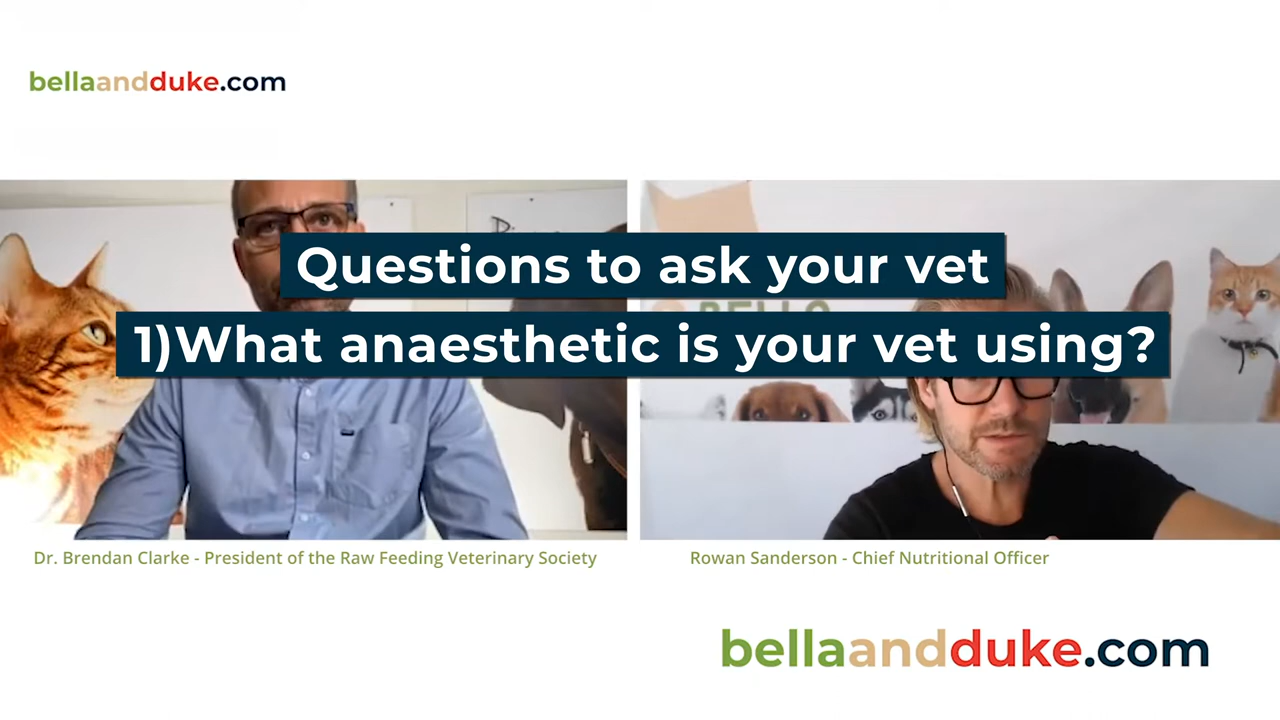 bellaandduke.com
Questions to ask your vet
1)What anaesthetic is your vet using?
Dr. Brendan Clarke - President of the Raw Feeding Veterinary Society
Rowan Sanderson - Chief Nutritional Officer
bellaandduke.com